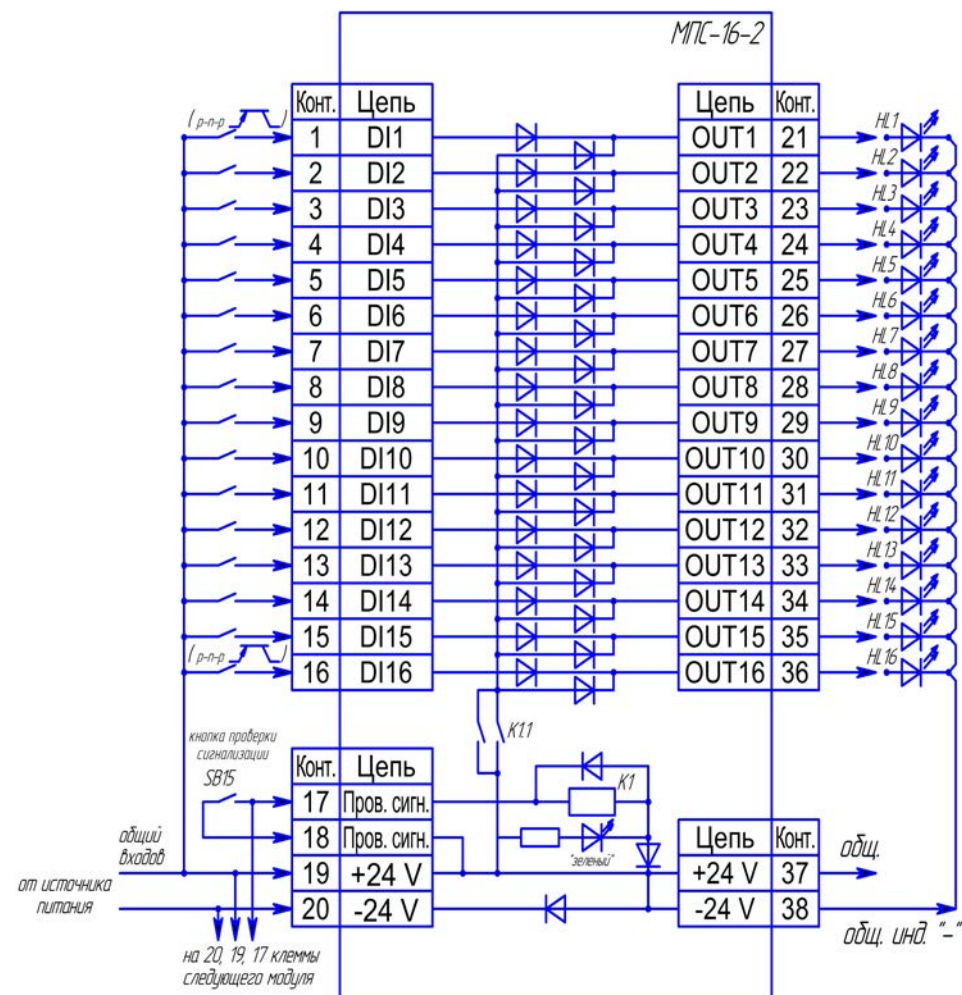 МПС-16-2
Конт. Цепь Цепь Конт.
( р-п-р )
1 DI1 OUT1 21 HL1
2 DI2 OUT2 22 HL2
3 DI3 OUT3 23 HL3
4 DI4 OUT4 24 HL4
5 DI5 OUT5 25 HL5
6 DI6 OUT6 26 HL6
7 DI7 OUT7 27 HL7
8 DI8 OUT8 28 HL8
9 DI9 OUT9 29 HL9
10 DI10 OUT10 30 HL10
11 DI11 OUT11 31 HL11
12 DI12 OUT12 32 HL12
13 DI13 OUT13 33 HL13
14 DI14 OUT14 34 HL14
15 DI15 OUT15 35 HL15
( р-п-р )
16 DI16 OUT16 36 HL16
K1.1
кнопка проверки
сигнализации
SB15
Конт. Цепь
17 Пров. сигн.
K1
18 Пров. сигн.
"зеленый"
Цепь Конт.
общий
входов
19 +24 V +24 V 37 общ.
от источника
питания
20 -24 V -24 V 38
общ. инд. "-"
на 20, 19, 17 клеммы
следующего модуля